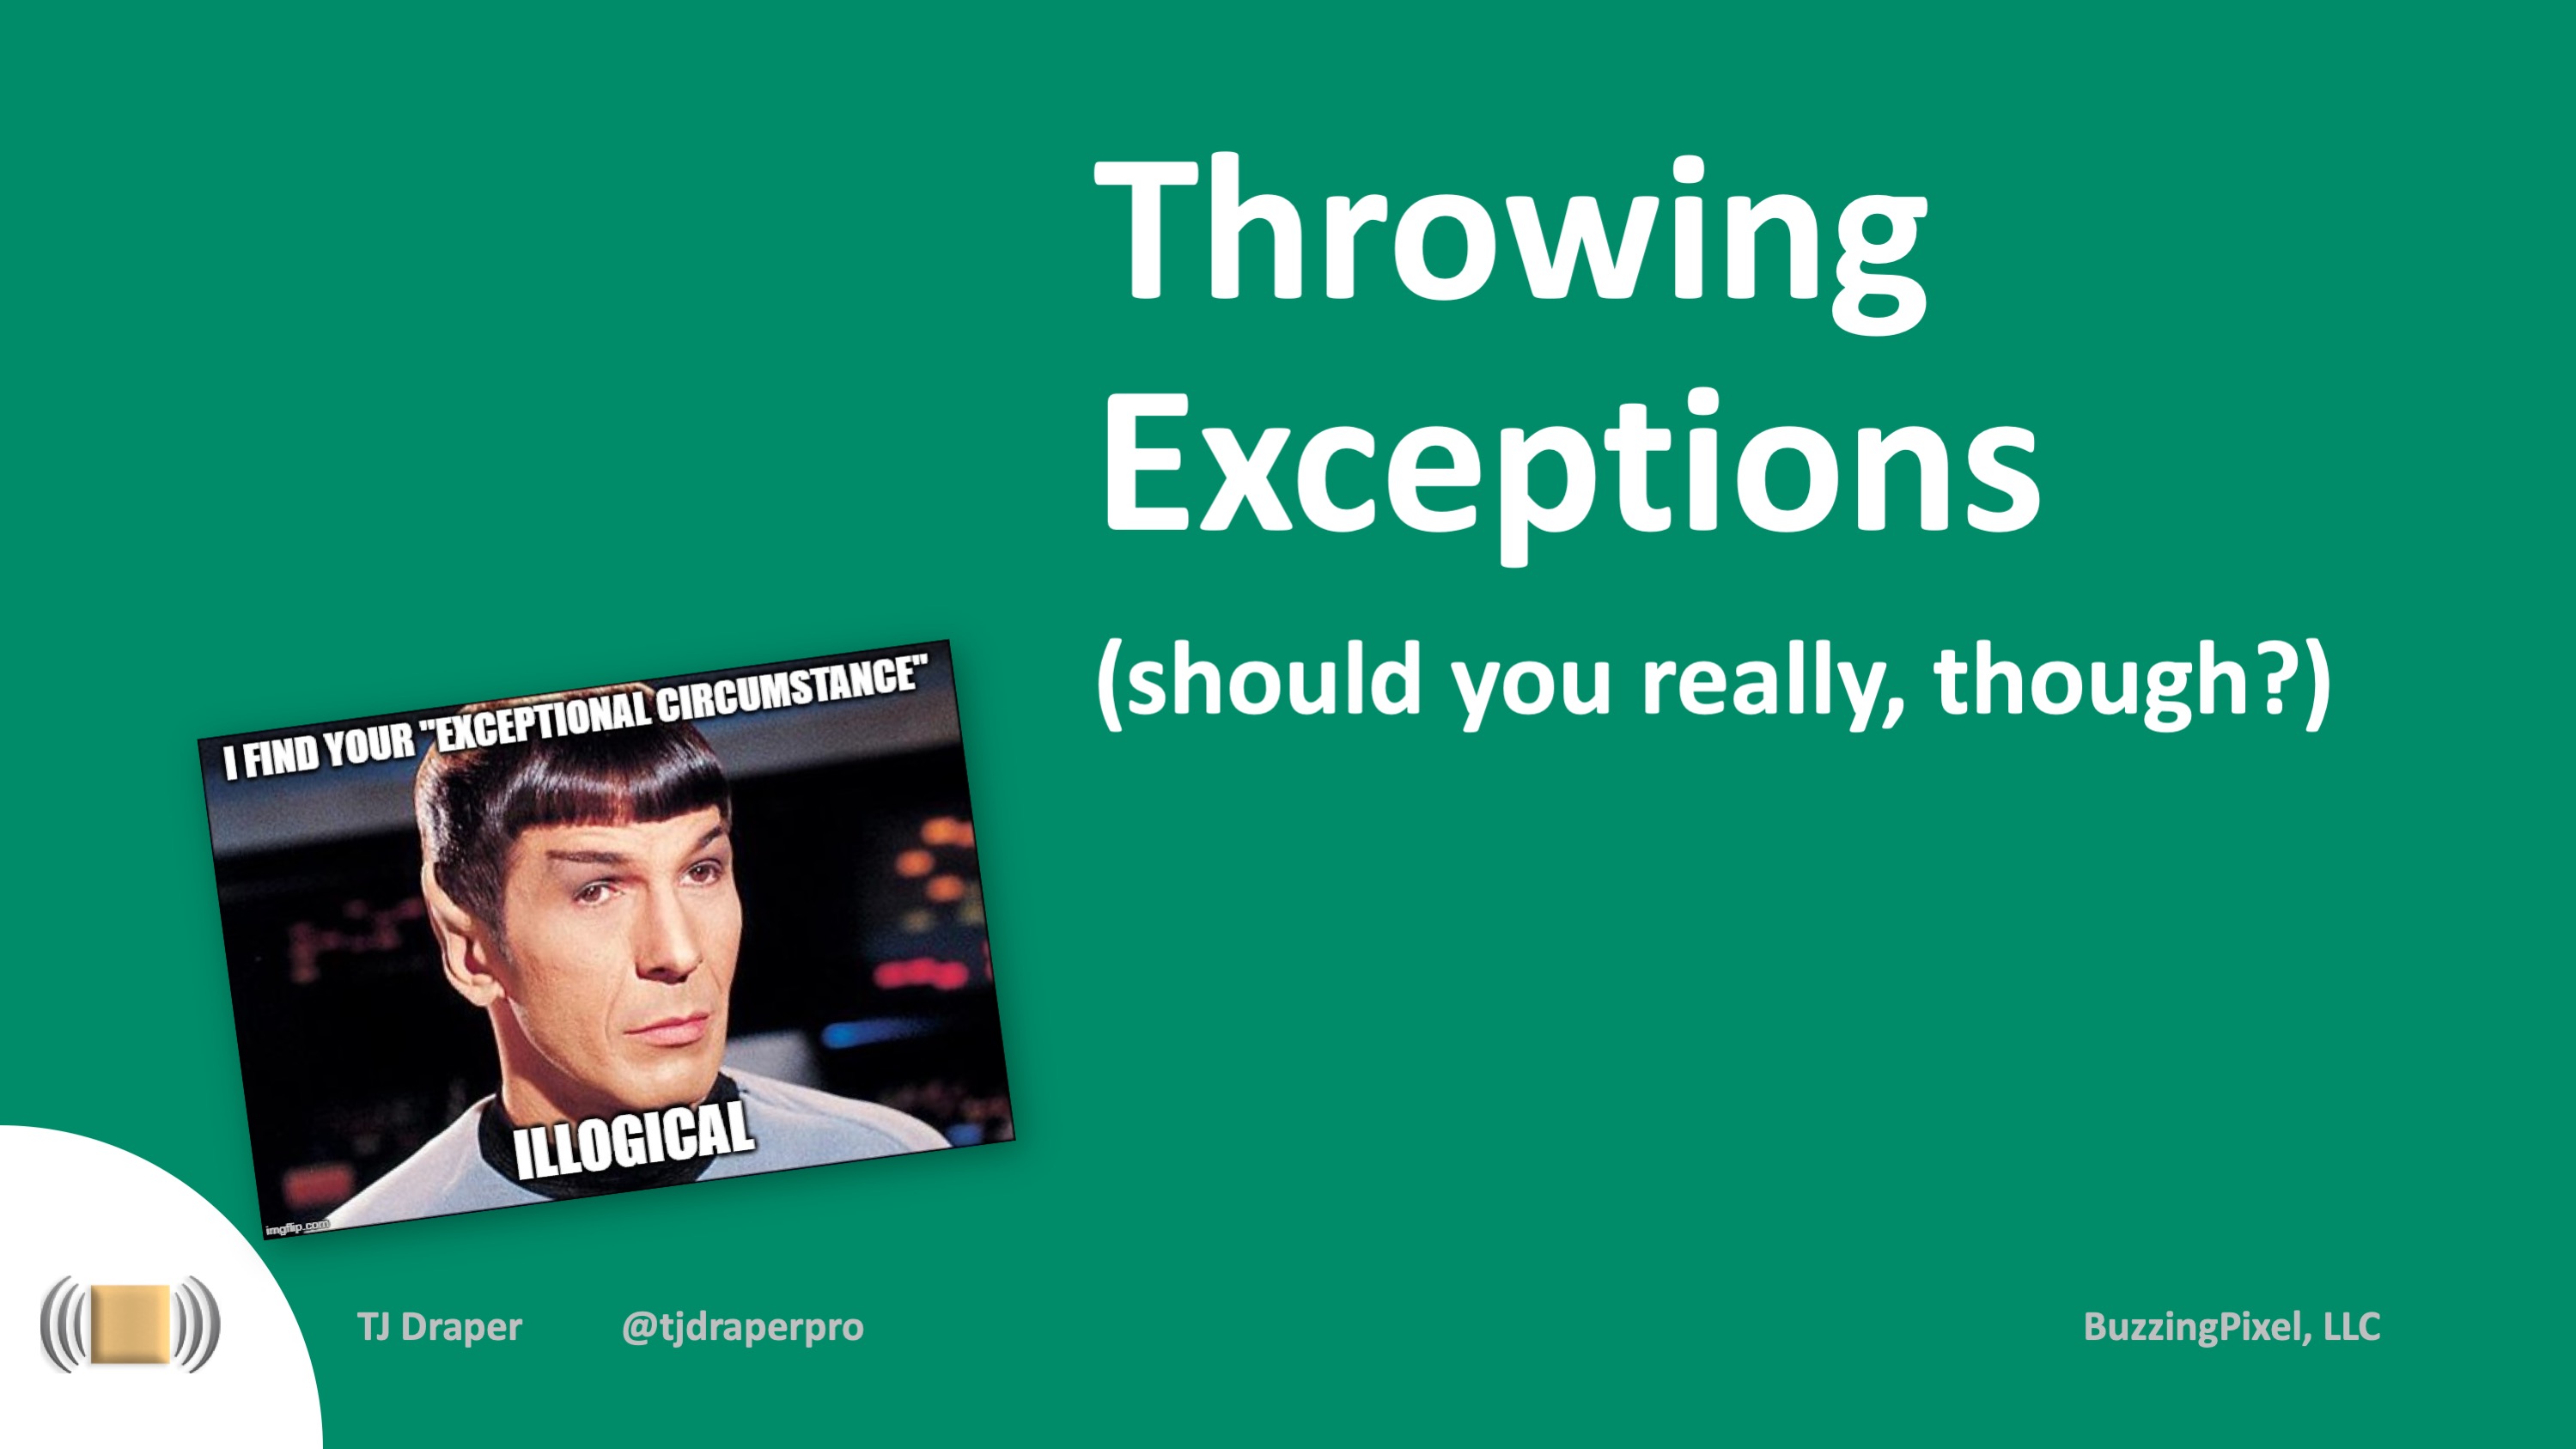 Throwing
Exceptions
(should you really, though?)
I FIND YOUR "EXCEPTIONAL CIRCUMSTANCE"
ILLOGICAL
imgflip.com
TJ Draper
@tjdraperpro
BuzzingPixel, LLC